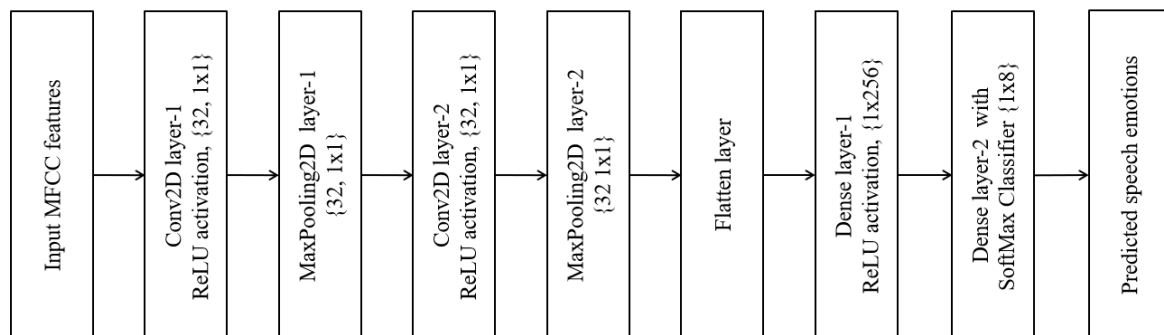 Input MFCC features
Conv2D layer-1
ReLU activation, {32, 1x1}
MaxPooling2D layer-1
{32, 1x1}
Conv2D layer-2
ReLU activation, {32, 1x1}
MaxPooling2D layer-2
{32 1x1}
Flatten layer
Dense layer-1
ReLU activation, {1x256}
Dense layer-2 with
SoftMax Classifier {1x8}
Predicted speech emotions